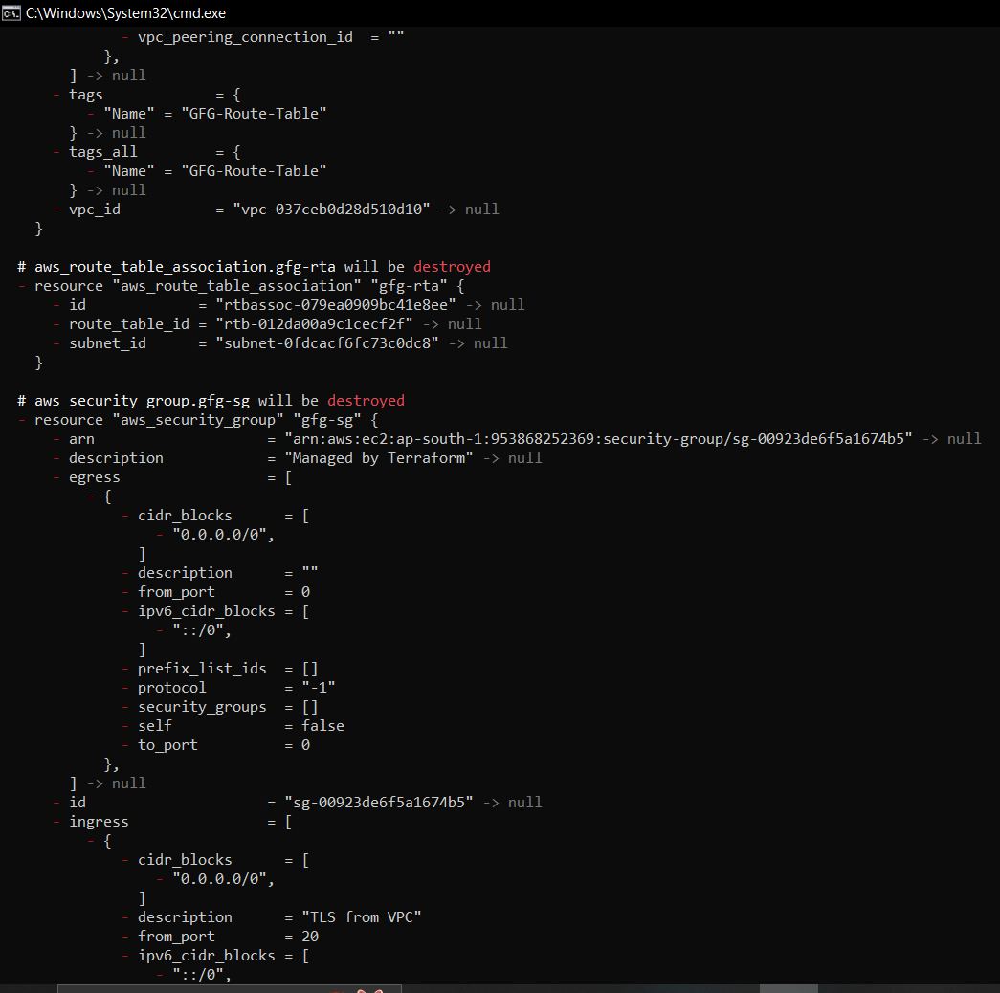 C:\Windows\System32\cmd.exe
- vpc_peering_connection_id  = ""
},
] -> null
- tags             = {
- "Name" = "GFG-Route-Table"
} -> null
- tags_all         = {
- "Name" = "GFG-Route-Table"
} -> null
- vpc_id           = "vpc-037ceb0d28d510d10" -> null
}
# aws_route_table_association.gfg-rta will be destroyed
- resource "aws_route_table_association" "gfg-rta" {
- id             = "rtbassoc-079ea0909bc41e8ee" -> null
- route_table_id = "rtb-012da00a9c1cecf2f" -> null
- subnet_id      = "subnet-0fdcacf6fc73c0dc8" -> null
}
# aws_security_group.gfg-sg will be destroyed
- resource "aws_security_group" "gfg-sg" {
- arn                    = "arn:aws:ec2:ap-south-1:953868252369:security-group/sg-00923de6f5a1674b5" -> null
- description            = "Managed by Terraform" -> null
- egress                 = [
- {
- cidr_blocks      = [
- "0.0.0.0/0",
]
- description      = ""
- from_port        = 0
- ipv6_cidr_blocks = [
- "::/0",
]
- prefix_list_ids  = []
- protocol         = "-1"
- security_groups  = []
- self             = false
- to_port          = 0
},
] -> null
- id                     = "sg-00923de6f5a1674b5" -> null
- ingress                = [
- {
- cidr_blocks      = [
- "0.0.0.0/0",
]
- description      = "TLS from VPC"
- from_port        = 20
- ipv6_cidr_blocks = [
- "::/0",